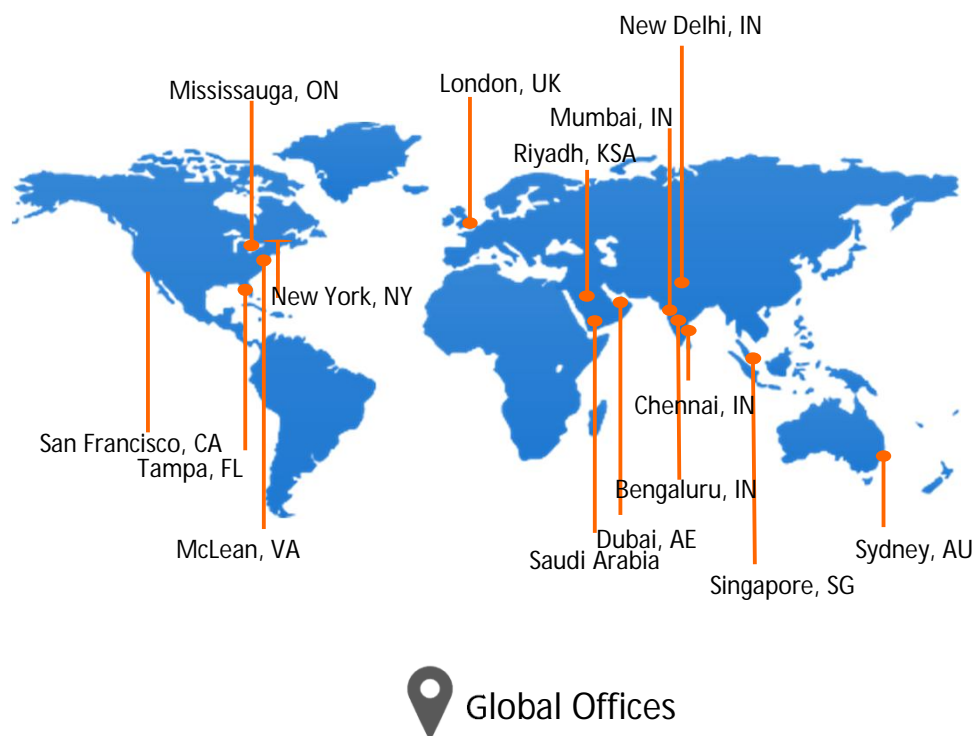 New Delhi, IN
London, UK
Mississauga, ON
Mumbai, IN
Riyadh, KSA
New York, NY
Chennai, IN
San Francisco, CA
Tampa, FL
Bengaluru, IN
Dubai, AE
McLean, VA
Saudi Arabia
Sydney, AU
Singapore, SG
Global Offices